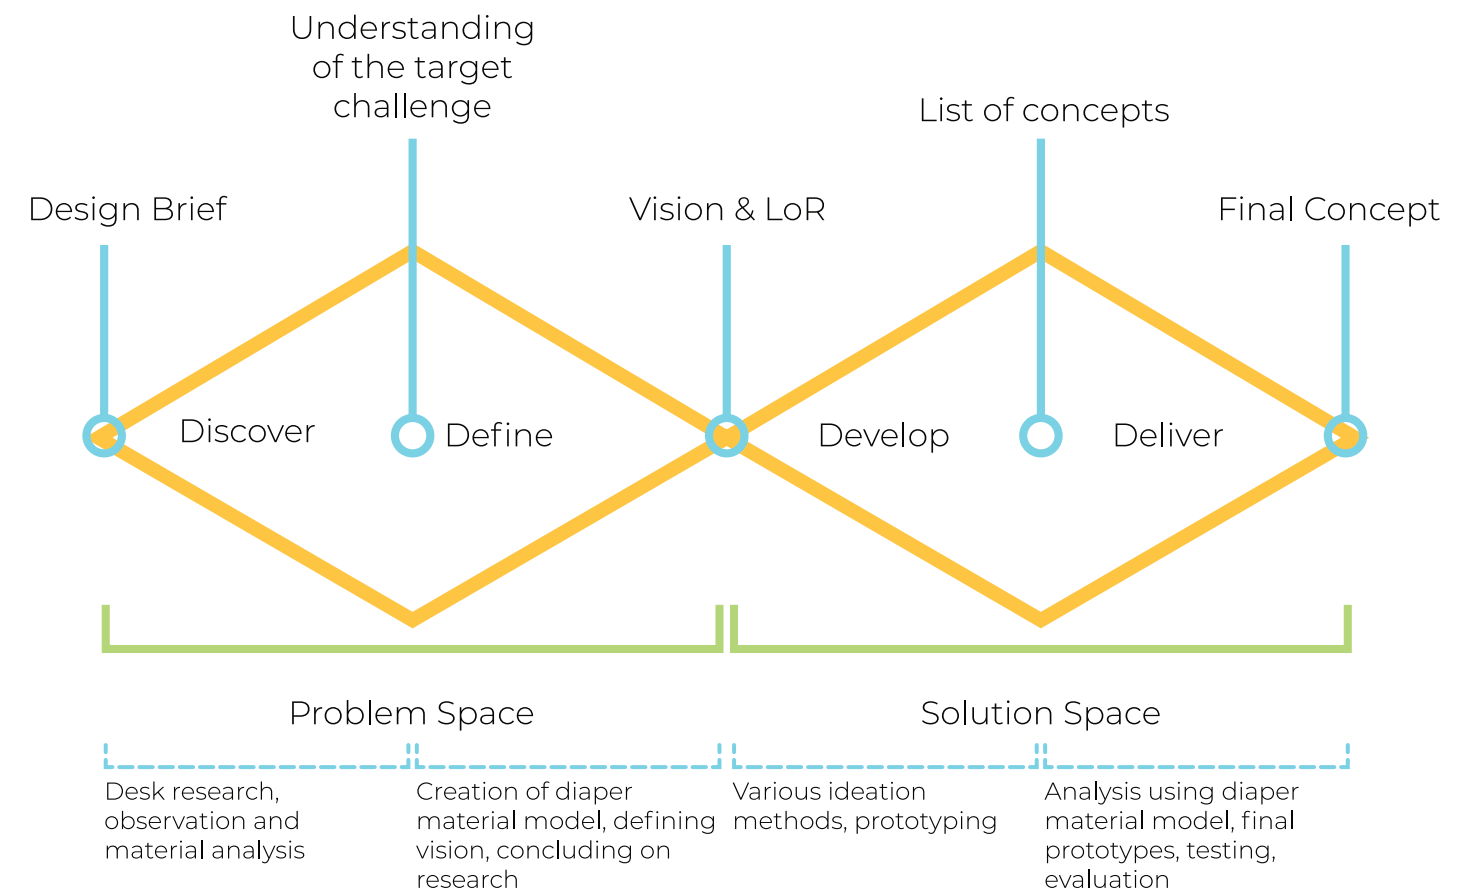 Understanding
of the target
challenge
List of concepts
Design Brief
Vision & LoR
Final Concept
Discover
Define
Develop
Deliver
Problem Space
Solution Space
Desk research,
observation and
material analysis
Creation of diaper
material model, defining
vision, concluding on
research
Various ideation
methods, prototyping
Analysis using diaper
material model, final
prototypes, testing,
evaluation